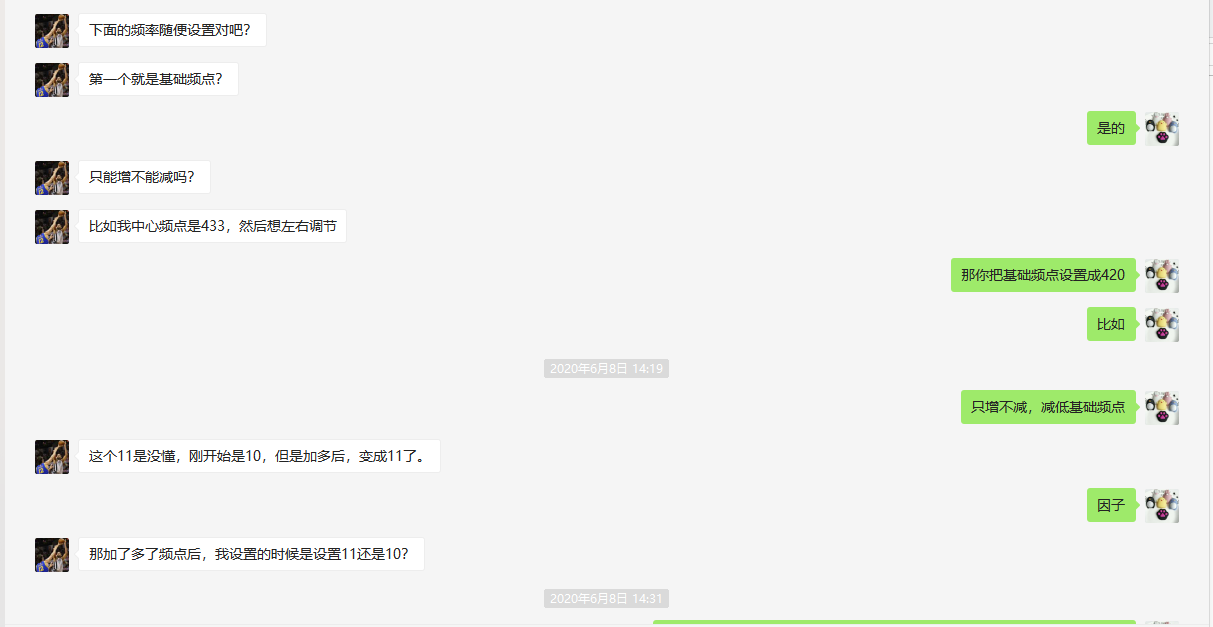 下面的频率随便设置对吧？
第一个就是基础频点？
是的
只能增不能减吗？
比如我中心频点是433，然后想左右调节
那你把基础频点设置成420
比如
2020年6月8日 14:19
只增不减，减低基础频点
这个11是没懂，刚开始是10，但是加多后，变成11了。
因子
那加了多了频点后，我设置的时候是设置11还是10？
2020年6月8日 14:31